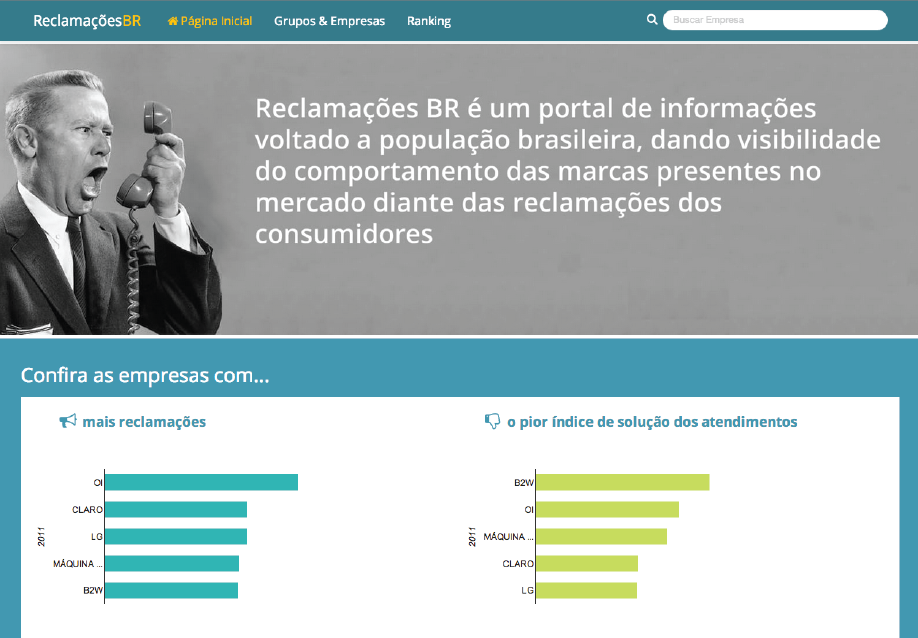 ReclamaçõesBR Página Inicial Grupos & Empresas Ranking Buscar Empresa
Reclamações BR é um portal de informações
voltado a população brasileira, dando visibilidade
do comportamento das marcas presentes no
mercado diante das reclamações dos
consumidores
Confira as empresas com...
mais reclamações
2011
OI
CLARO
LG
MÁQUINA ...
B2W
o pior índice de solução dos atendimentos
2011
B2W
OI
MÁQUINA ...
CLARO
LG